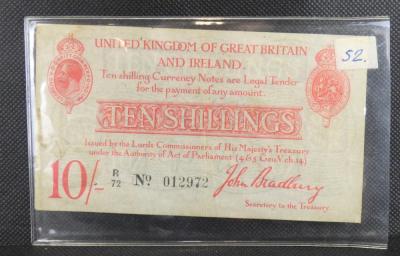 UNITED KINGDOM OF GREAT BRITAIN
AND IRELAND.
Ten shilling Currency Notes are Legal Tender
for the payment of any amount.
TEN SHILLINGS
Issued by the Lords Commissioners of His Majesty's Treasury
under the Authority of Act of Parliament (4 & 5 Geo.V. ch.14)
10/- R/72 No 012972 John Bradbury
Secretary to the Treasury.
52.